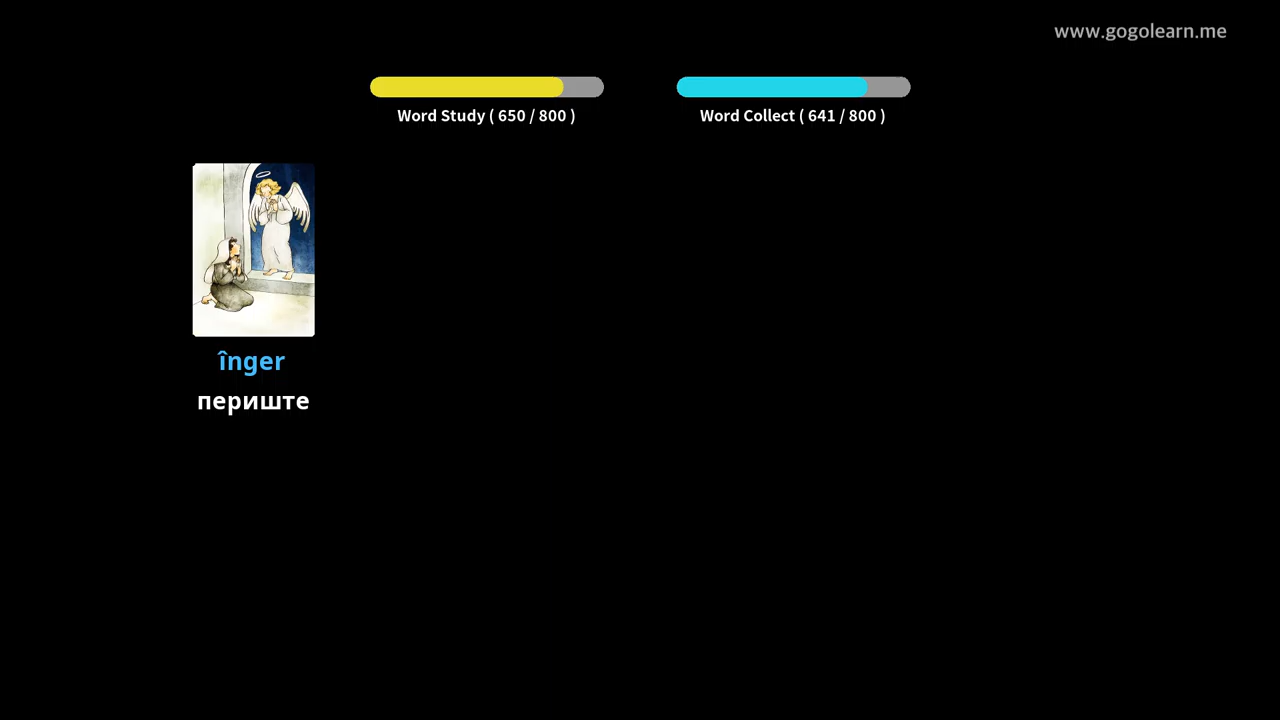 www.gogolearn.me
Word Study ( 650 / 800 )
Word Collect ( 641 / 800 )
înger
периште